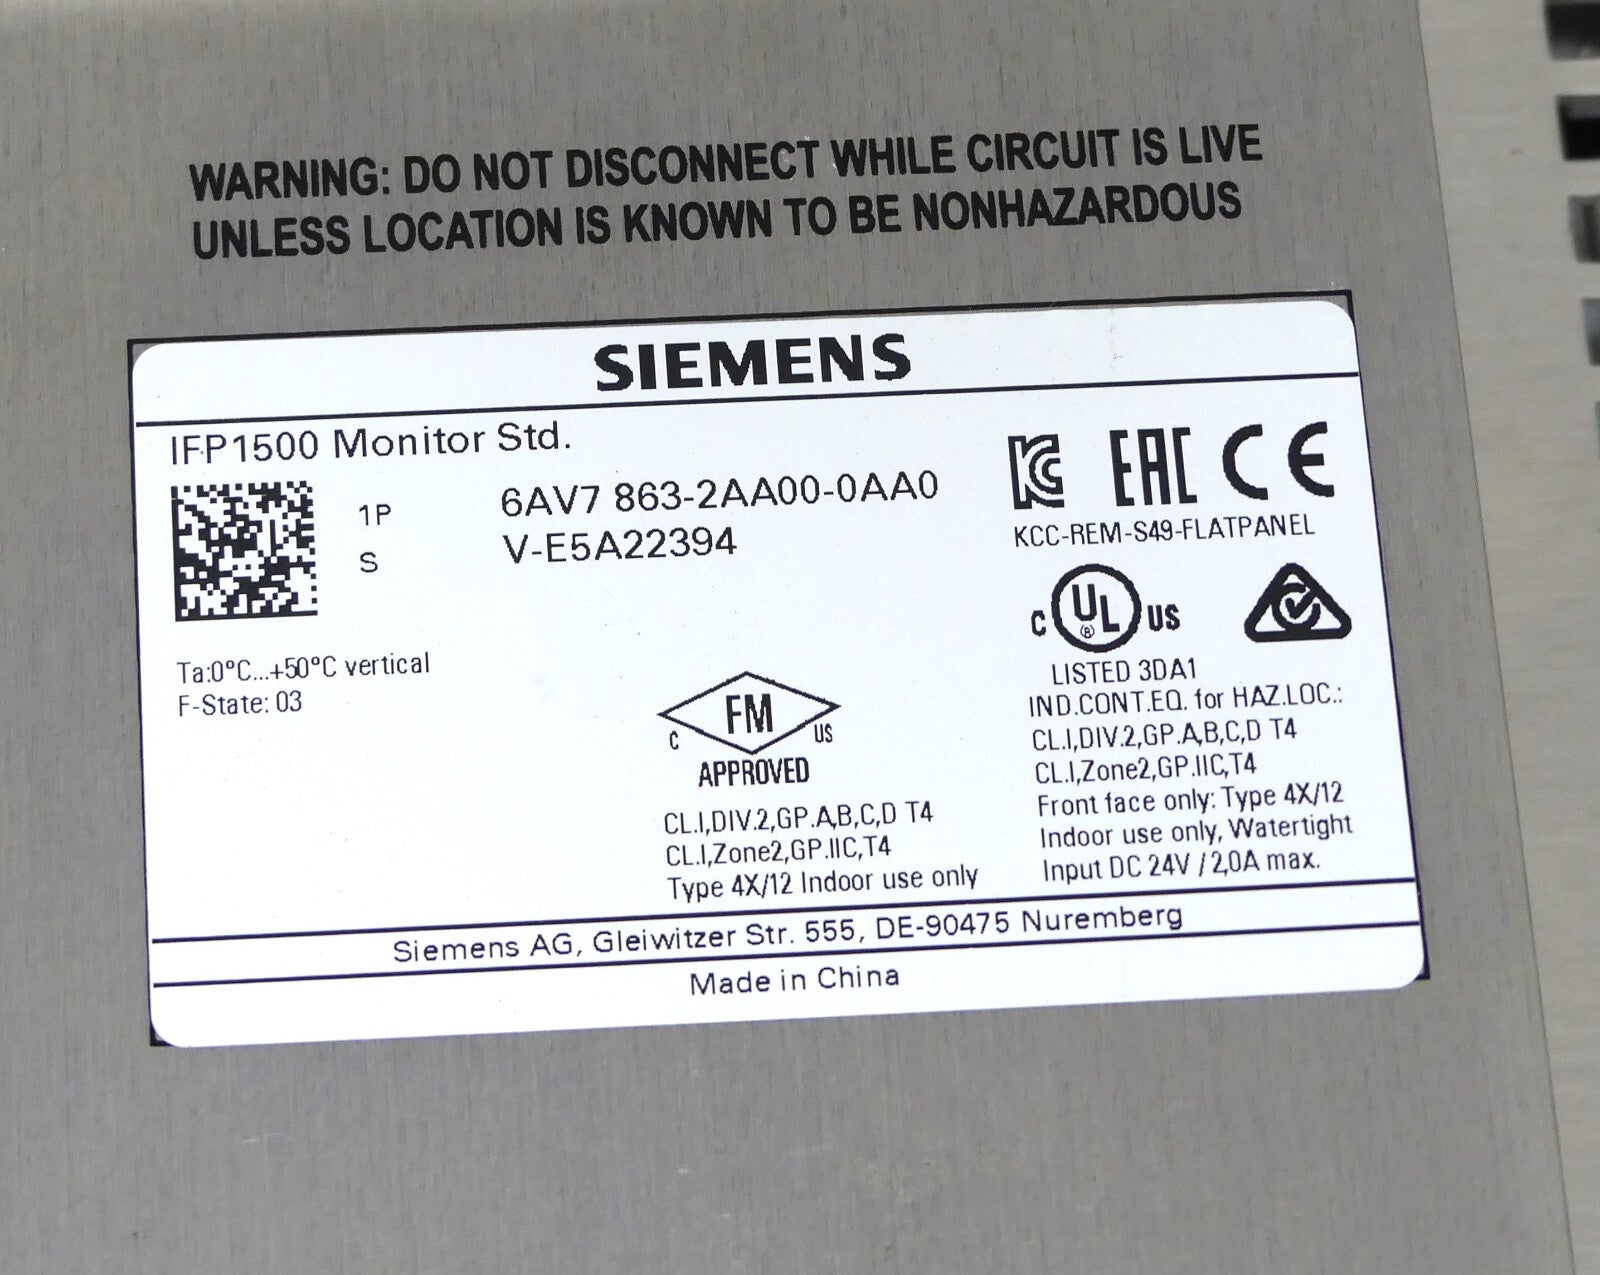 WARNING: DO NOT DISCONNECT WHILE CIRCUIT IS LIVE
UNLESS LOCATION IS KNOWN TO BE NONHAZARDOUS
SIEMENS
IFP1500 Monitor Std.
1P 6AV7 863-2AA00-0AA0
S V-E5A22394
Ta:0°C...+50°C vertical
F-State: 03
FM
C US
APPROVED
CL.I,DIV.2,GP.A,B,C,D T4
CL.I,Zone2,GP.IIC,T4
Type 4X/12 Indoor use only
KC EAC CE
KCC-REM-S49-FLATPANEL
C UL US
®
LISTED 3DA1
IND.CONT.EQ. for HAZ.LOC.:
CL.I,DIV.2,GP.A,B,C,D T4
CL.I,Zone2,GP.IIC,T4
Front face only: Type 4X/12
Indoor use only, Watertight
Input DC 24V / 2,0A max.
Siemens AG, Gleiwitzer Str. 555, DE-90475 Nuremberg
Made in China